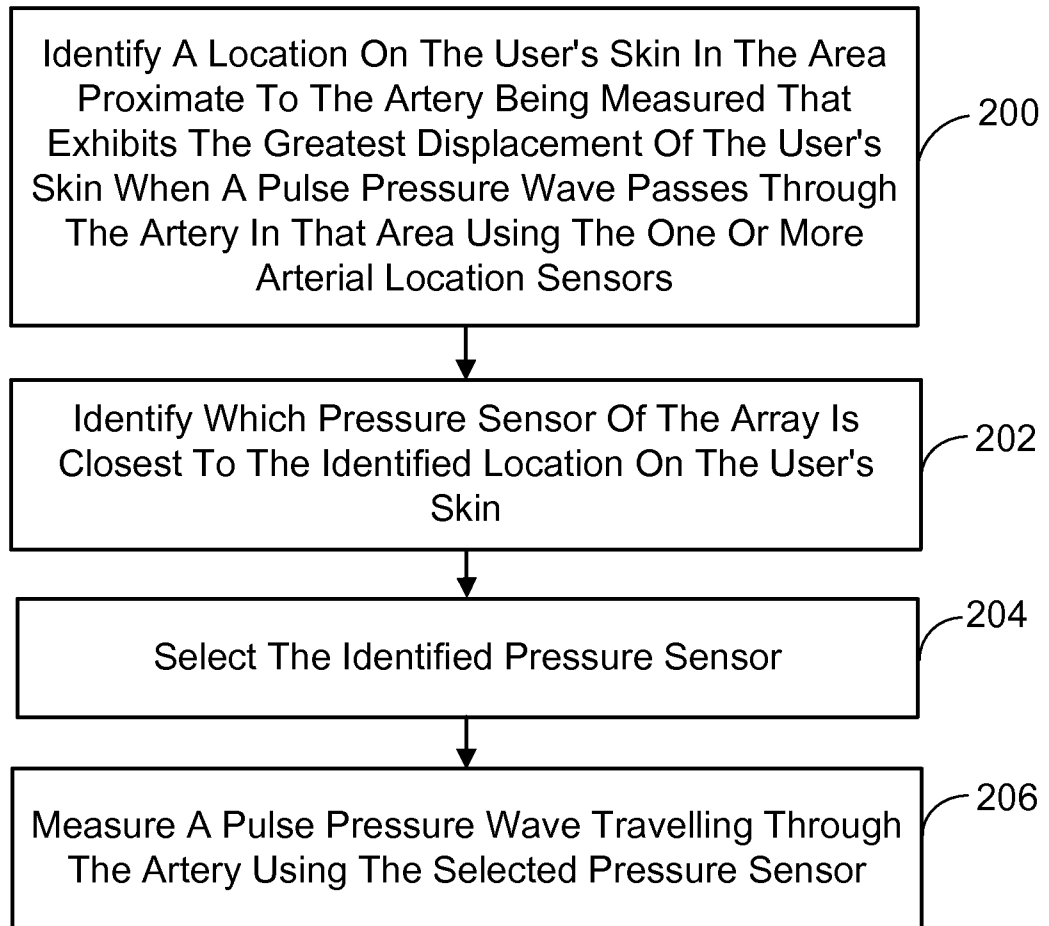 Identify A Location On The User's Skin In The Area
Proximate To The Artery Being Measured That
Exhibits The Greatest Displacement Of The User's
Skin When A Pulse Pressure Wave Passes Through
The Artery In That Area Using The One Or More
Arterial Location Sensors
200
Identify Which Pressure Sensor Of The Array Is
Closest To The Identified Location On The User's
Skin
202
Select The Identified Pressure Sensor
204
Measure A Pulse Pressure Wave Travelling Through
The Artery Using The Selected Pressure Sensor
206